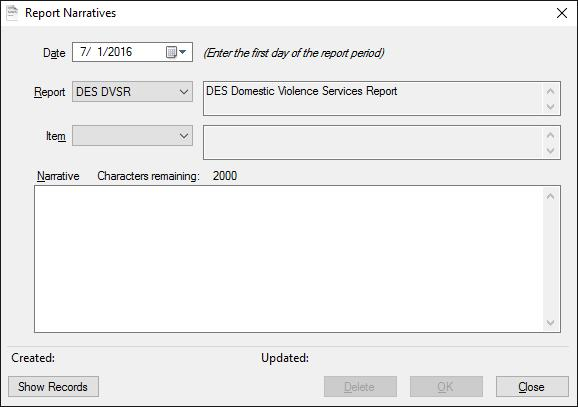 Report Narratives
Date 7/ 1/2016 (Enter the first day of the report period)
Report DES DVSR DES Domestic Violence Services Report
Item
Narrative Characters remaining: 2000
Created: Updated:
Show Records Delete OK Close